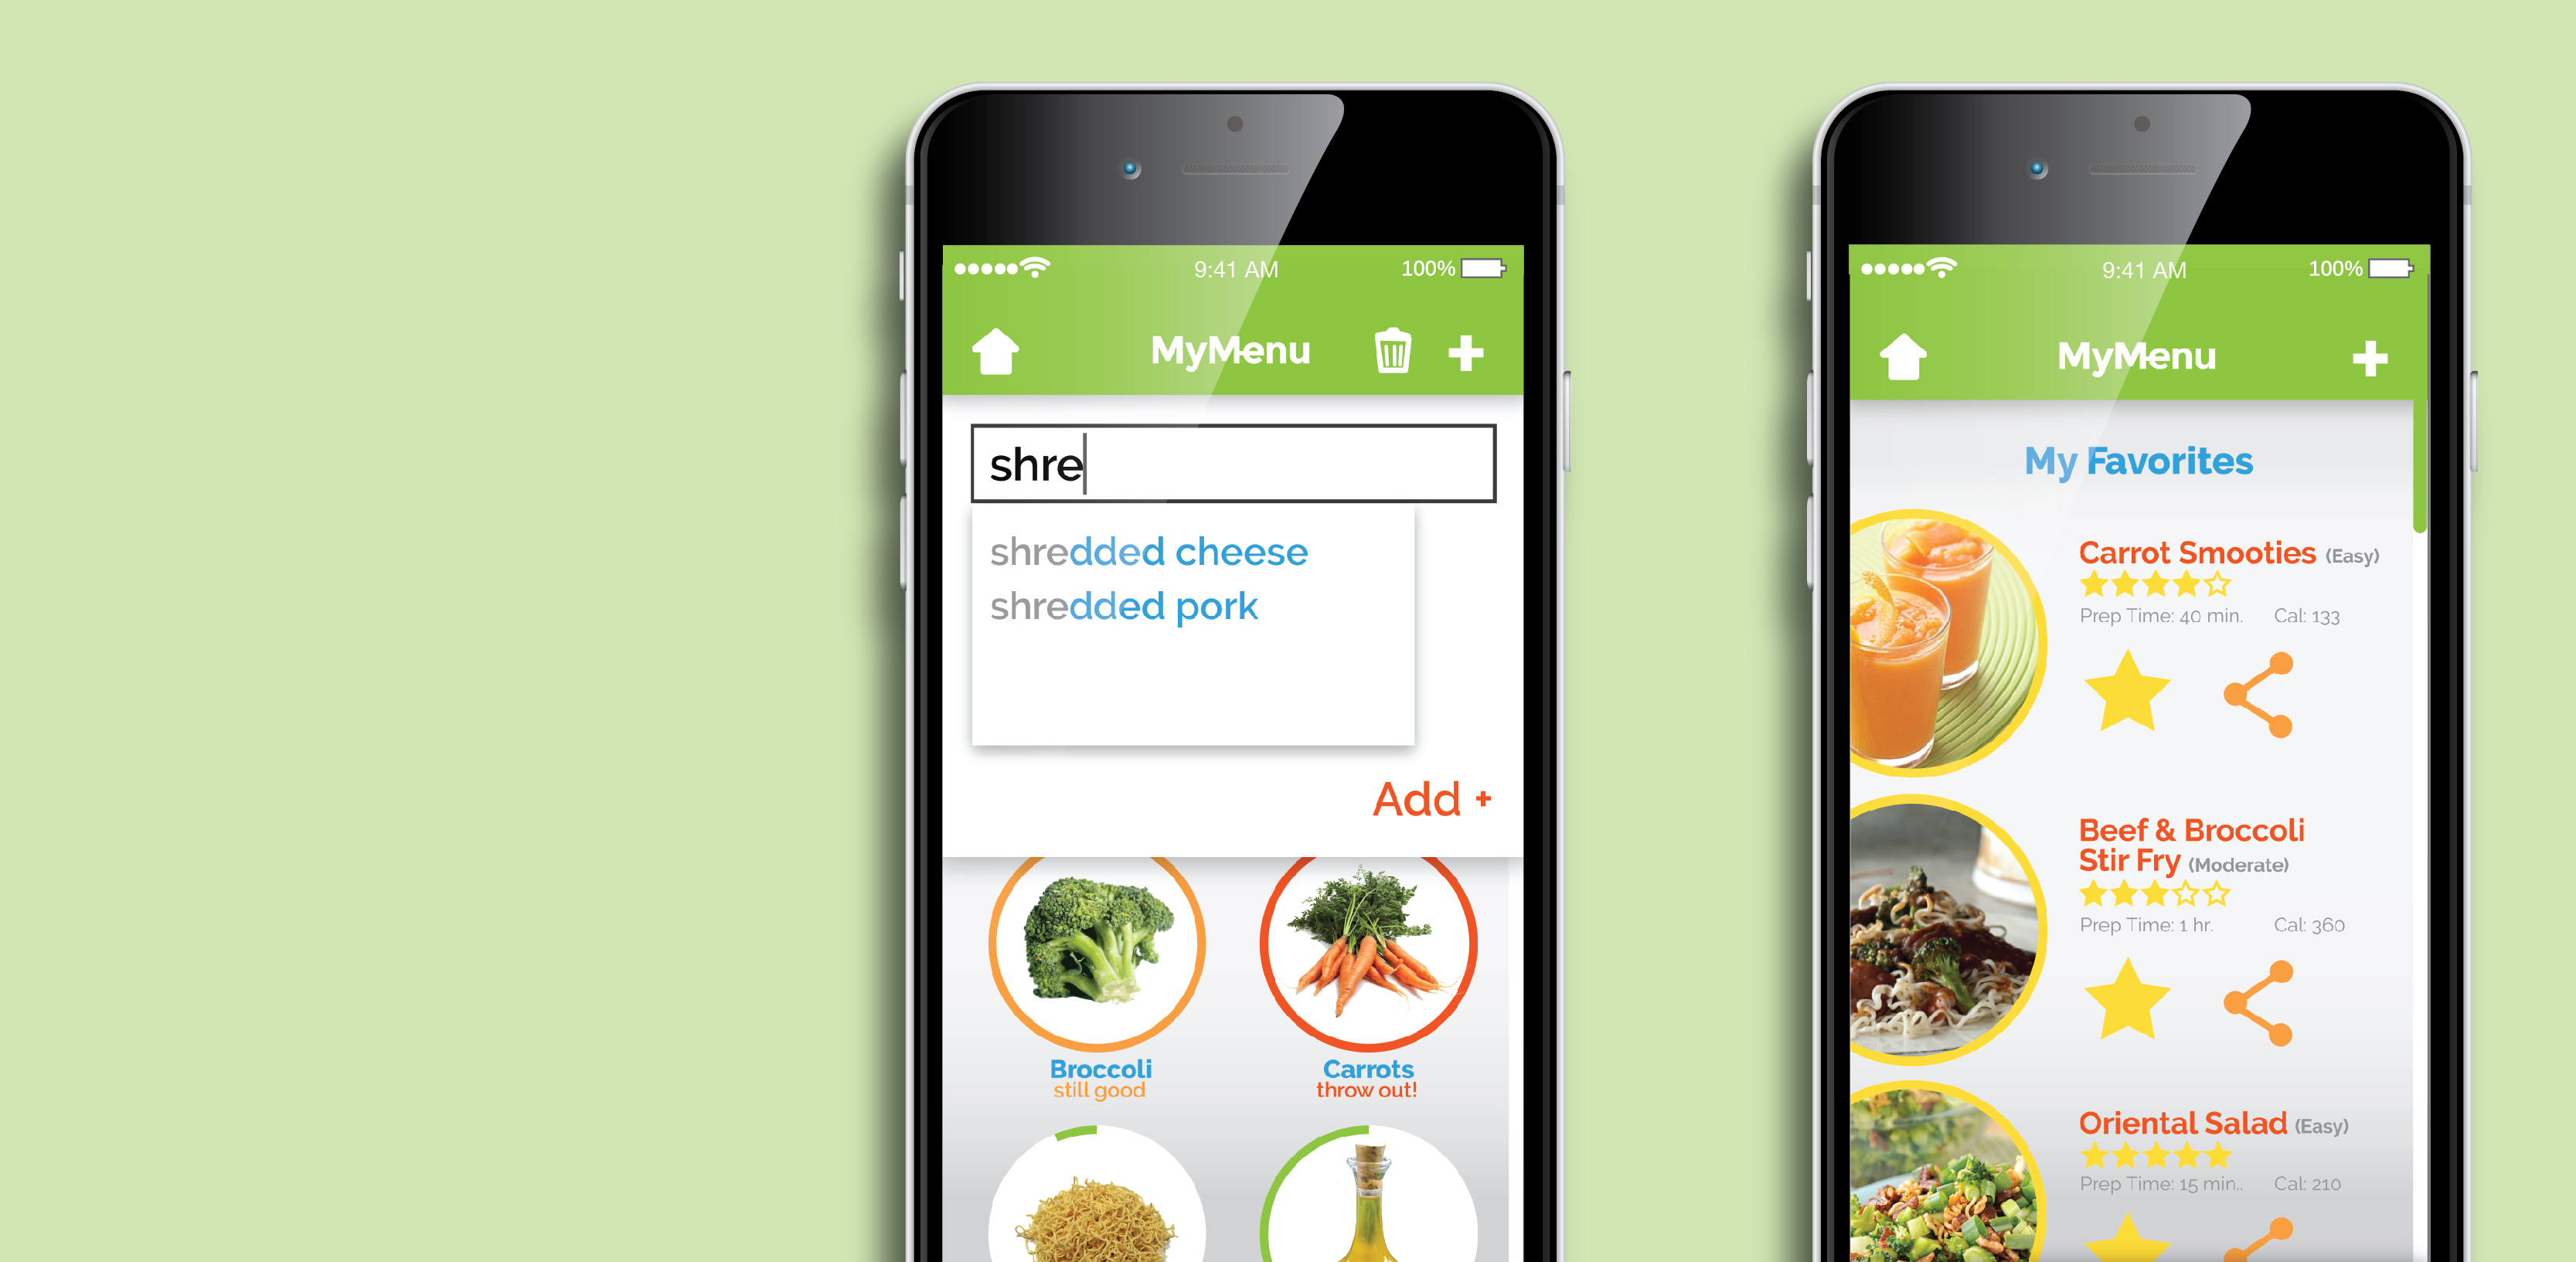 9:41 AM
100%
MyMenu
shre
shredded cheese
shredded pork
Add +
Broccoli
still good
Carrots
throw out!
9:41 AM
100%
MyMenu
My Favorites
Carrot Smooties (Easy)
Prep Time: 40 min. Cal: 133
Beef & Broccoli
Stir Fry (Moderate)
Prep Time: 1 hr. Cal: 360
Oriental Salad (Easy)
Prep Time: 15 min.. Cal: 210